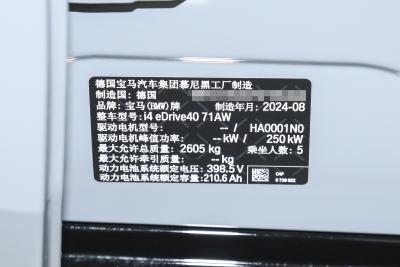 德国宝马汽车集团慕尼黑工厂制造
制造国: 德国
品牌: 宝马(BMW)牌 制造年月: 2024-08
整车型号: i4 eDrive40 71AW
驱动电机型号: -- / HA0001N0
驱动电机峰值功率: -- kW / 250 kW
最大允许总质量: 2605 kg 乘坐人数: 5
最大允许牵引质量: -- kg
动力电池系统额定电压: 398.5 V
动力电池系统额定容量: 210.6 Ah